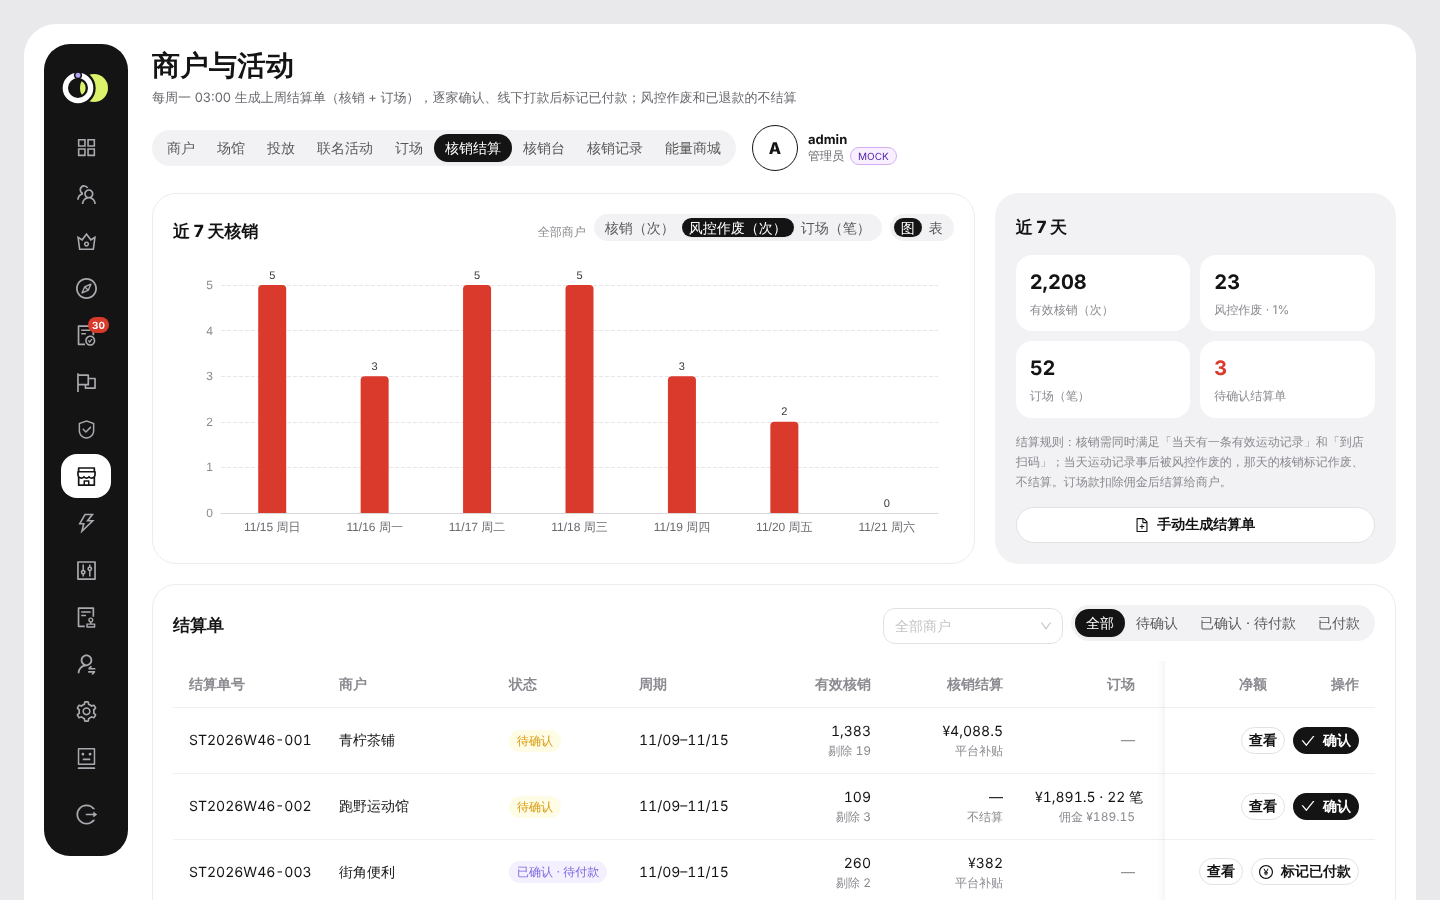 商户与活动
每周一 03:00 生成上周结算单（核销 + 订场），逐家确认、线下打款后标记已付款；风控作废和已退款的不结算
商户 场馆 投放 联名活动 订场 核销结算 核销台 核销记录 能量商城
A
admin
管理员 MOCK
30
近 7 天核销
全部商户 核销（次） 风控作废（次） 订场（笔） 图 表
5 5 5
5
4
3 3
3
2
2
1
0
0
11/15 周日 11/16 周一 11/17 周二 11/18 周三 11/19 周四 11/20 周五 11/21 周六
近 7 天
2,208
有效核销（次）
23
风控作废 · 1%
52
订场（笔）
3
待确认结算单
结算规则：核销需同时满足「当天有一条有效运动记录」和「到店
扫码」；当天运动记录事后被风控作废的，那天的核销标记作废、
不结算。订场款扣除佣金后结算给商户。
手动生成结算单
结算单
全部商户 全部 待确认 已确认 · 待付款 已付款
结算单号 商户 状态 周期 有效核销 核销结算 订场 净额 操作
ST2026W46-001 青柠茶铺 待确认 11/09–11/15 1,383 ¥4,088.5 — 查看 确认
剔除 19 平台补贴
ST2026W46-002 跑野运动馆 待确认 11/09–11/15 109 — ¥1,891.5 · 22 笔 查看 确认
剔除 3 不结算 佣金 ¥189.15
ST2026W46-003 街角便利 已确认 · 待付款 11/09–11/15 260 ¥382 — 查看 标记已付款
剔除 2 平台补贴